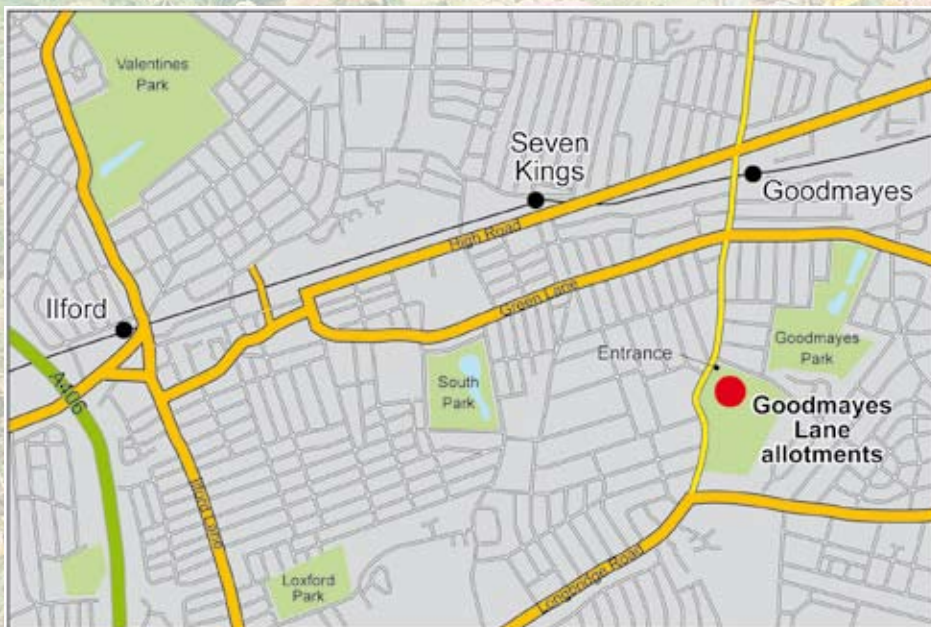 Valentines
Park
Seven
Kings
Goodmayes
High Road
Green Lane
Ilford
A406
South
Park
Entrance
Goodmayes
Park
Goodmayes
Lane
allotments
Ilford Lane
Loxford
Park
Longbridge Road